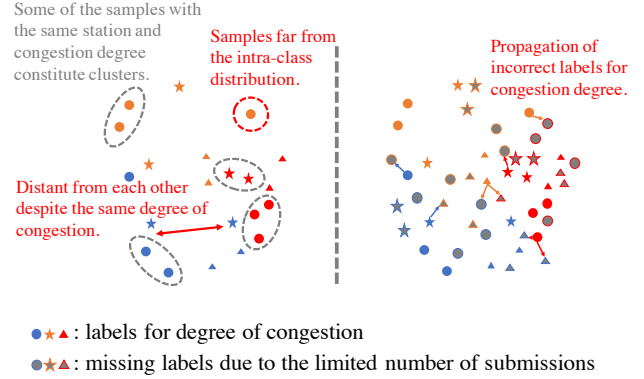 Some of the samples with
the same station and
congestion degree
constitute clusters.
Samples far from
the intra-class
distribution.
Distant from each other
despite the same degree of
congestion.
Propagation of
incorrect labels for
congestion degree.
: labels for degree of congestion
: missing labels due to the limited number of submissions